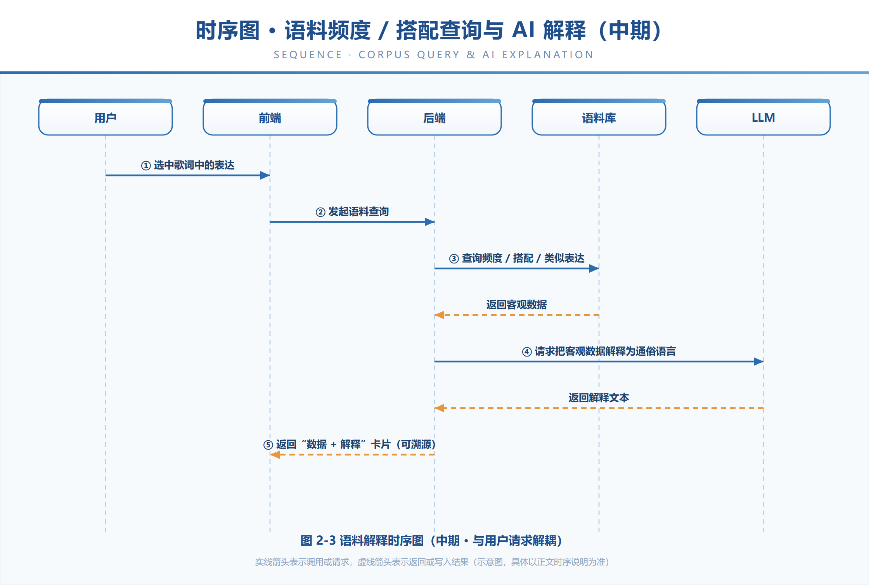 时序图 · 语料频度 / 搭配查询与 AI 解释（中期）
SEQUENCE · CORPUS QUERY & AI EXPLANATION
用户
前端
后端
语料库
LLM
① 选中歌词中的表达
② 发起语料查询
③ 查询频度 / 搭配 / 类似表达
返回客观数据
④ 请求把客观数据解释为通俗语言
返回解释文本
⑤ 返回“数据 + 解释”卡片（可溯源）
图 2-3 语料解释时序图（中期 · 与用户请求解耦）
实线箭头表示调用或请求，虚线箭头表示返回或写入结果（示意图，具体以正文时序说明为准）